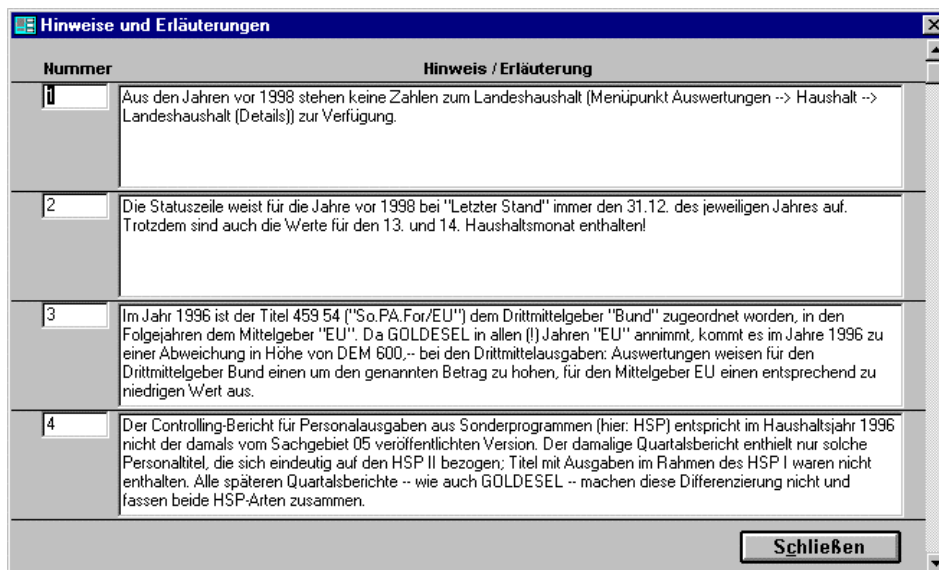 Hinweise und Erläuterungen
Nummer Hinweis / Erläuterung
1 Aus den Jahren vor 1998 stehen keine Zahlen zum Landeshaushalt (Menüpunkt Auswertungen --> Haushalt -->
Landeshaushalt (Details)) zur Verfügung.
2 Die Statuszeile weist für die Jahre vor 1998 bei "Letzter Stand" immer den 31.12. des jeweiligen Jahres auf.
Trotzdem sind auch die Werte für den 13. und 14. Haushaltsmonat enthalten!
3 Im Jahr 1996 ist der Titel 459 54 ("So.PA.For/EU") dem Drittmittelgeber "Bund" zugeordnet worden, in den
Folgejahren dem Mittelgeber "EU". Da GOLDESEL in allen (!) Jahren "EU" annimmt, kommt es im Jahre 1996 zu
einer Abweichung in Höhe von DEM 600,-- bei den Drittmittelausgaben: Auswertungen weisen für den
Drittmittelgeber Bund einen um den genannten Betrag zu hohen, für den Mittelgeber EU einen entsprechend zu
niedrigen Wert aus.
4 Der Controlling-Bericht für Personalausgaben aus Sonderprogrammen (hier: HSP) entspricht im Haushaltsjahr 1996
nicht der damals vom Sachgebiet 05 veröffentlichten Version. Der damalige Quartalsbericht enthielt nur solche
Personaltitel, die sich eindeutig auf den HSP II bezogen; Titel mit Ausgaben im Rahmen des HSP I waren nicht
enthalten. Alle späteren Quartalsberichte -- wie auch GOLDESEL -- machen diese Differenzierung nicht und
fassen beide HSP-Arten zusammen.
Schließen